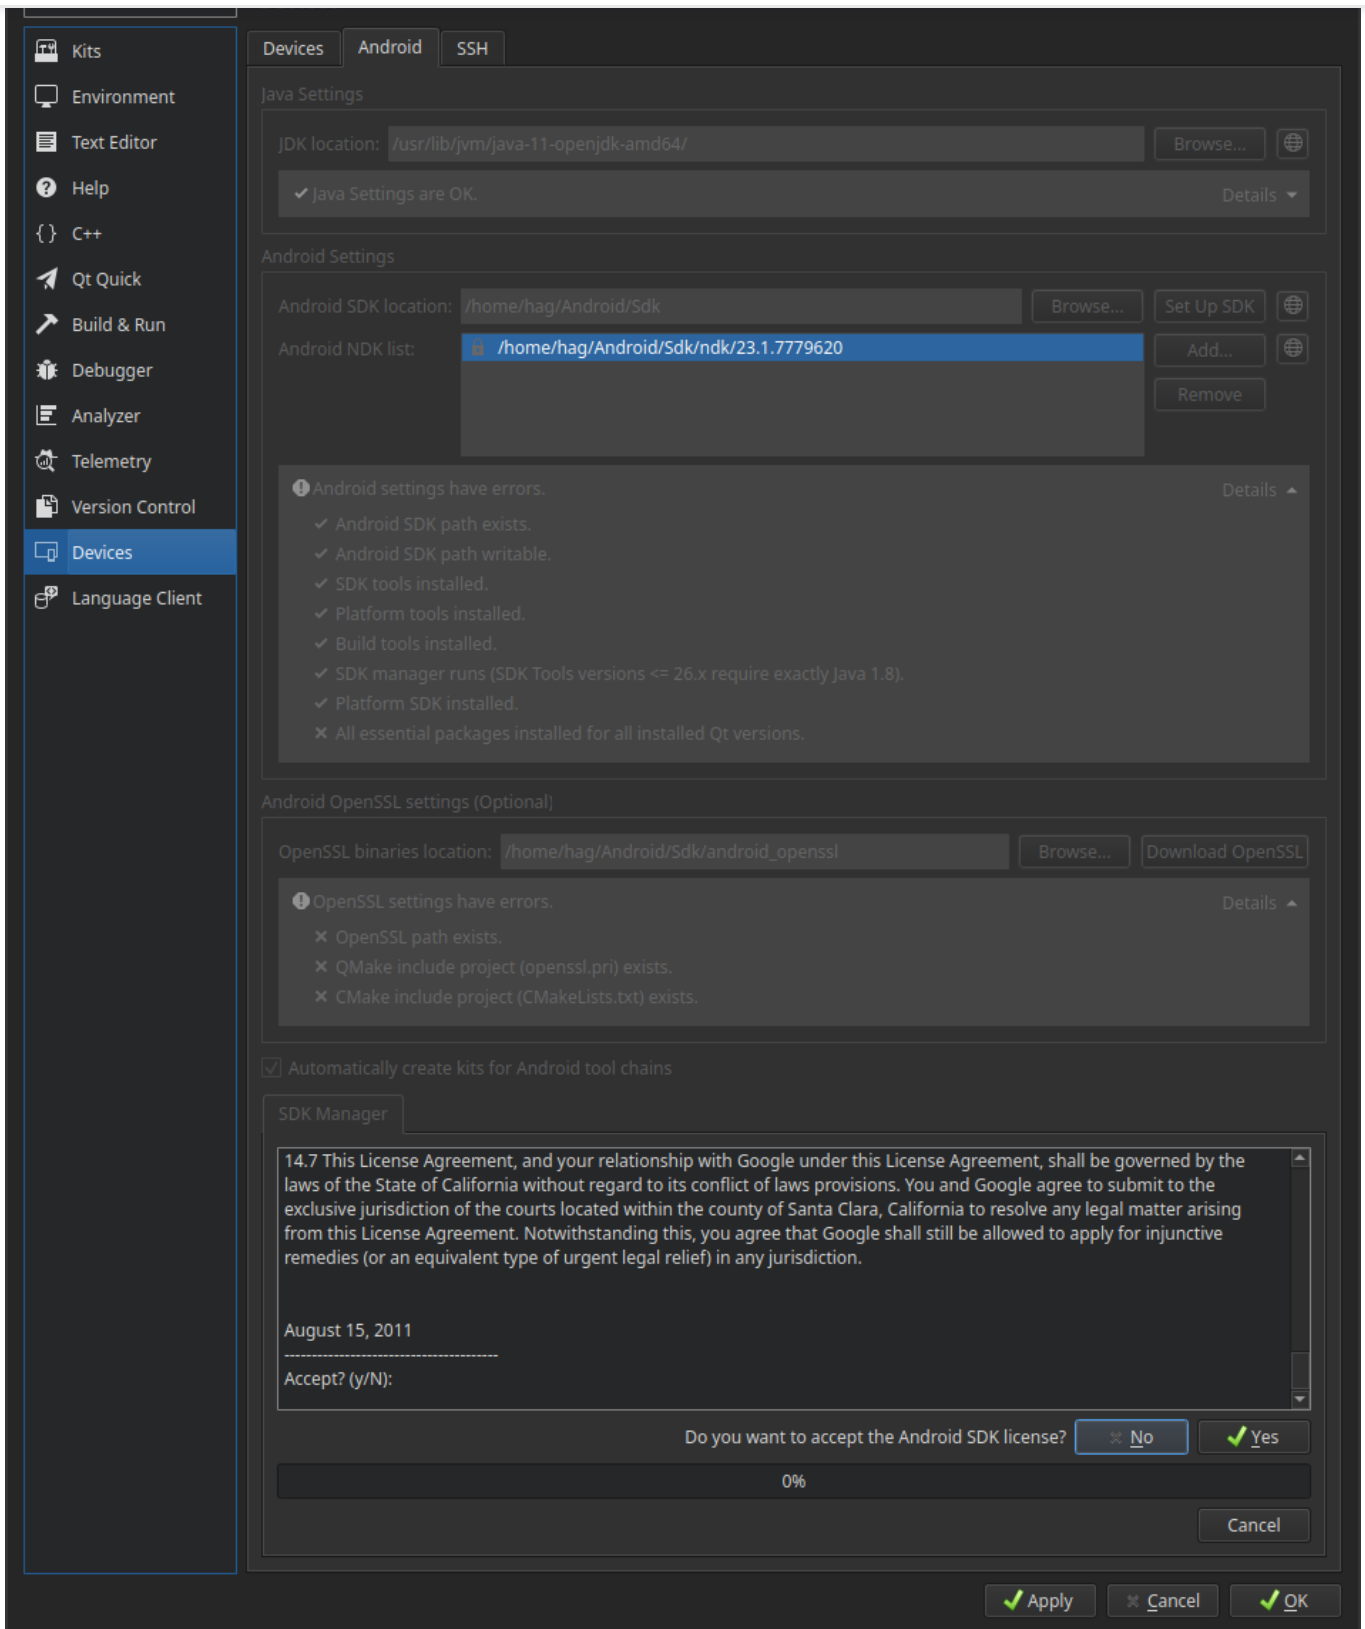 Kits
Environment
Text Editor
Help
C++
Qt Quick
Build & Run
Debugger
Analyzer
Telemetry
Version Control
Devices
Language Client
Devices Android SSH
Java Settings
JDK location: /usr/lib/jvm/java-11-openjdk-amd64/ Browse...
Java Settings are OK. Details
Android Settings
Android SDK location: /home/hag/Android/Sdk Browse... Set Up SDK
Android NDK list: /home/hag/Android/Sdk/ndk/23.1.7779620 Add...
Remove
Android settings have errors. Details
Android SDK path exists.
Android SDK path writable.
SDK tools installed.
Platform tools installed.
Build tools installed.
SDK manager runs (SDK Tools versions <= 26.x require exactly Java 1.8).
Platform SDK installed.
All essential packages installed for all installed Qt versions.
Android OpenSSL settings (Optional)
OpenSSL binaries location: /home/hag/Android/Sdk/android_openssl Browse... Download OpenSSL
OpenSSL settings have errors. Details
OpenSSL path exists.
QMake include project (openssl.pri) exists.
CMake include project (CMakeLists.txt) exists.
Automatically create kits for Android tool chains
SDK Manager
14.7 This License Agreement, and your relationship with Google under this License Agreement, shall be governed by the
laws of the State of California without regard to its conflict of laws provisions. You and Google agree to submit to the
exclusive jurisdiction of the courts located within the county of Santa Clara, California to resolve any legal matter arising
from this License Agreement. Notwithstanding this, you agree that Google shall still be allowed to apply for injunctive
remedies (or an equivalent type of urgent legal relief) in any jurisdiction.
August 15, 2011
---------------------------------------
Accept? (y/N):
Do you want to accept the Android SDK license? No Yes
0%
Cancel
Apply Cancel OK